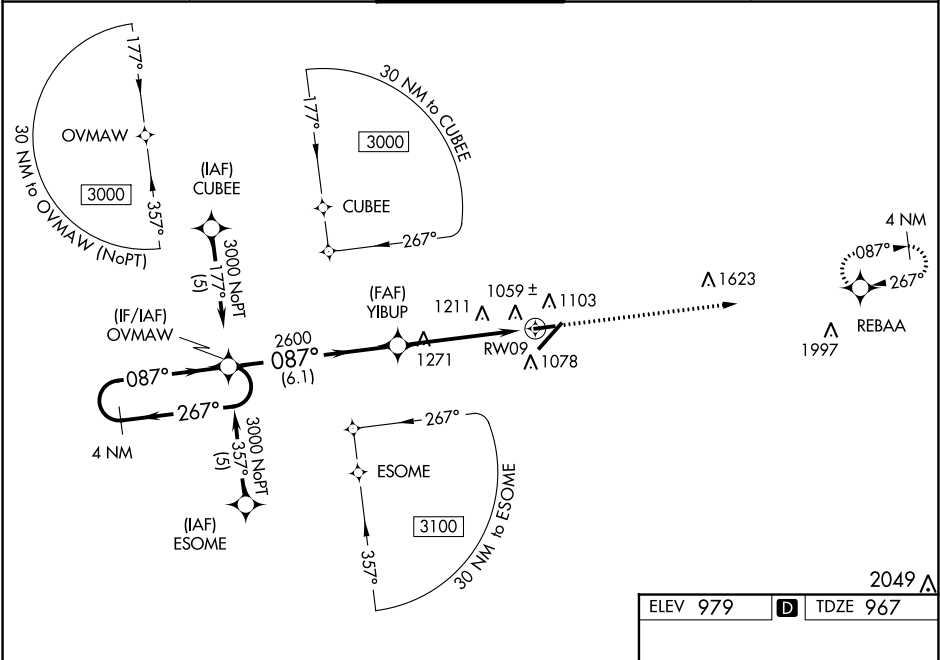 177°
OVMAW
3000
357°
30 NM to OVMAW (NoPT)
(IAF)
CUBEE
3000 NoPT
177°
(5)
30 NM to CUBEE
177°
3000
CUBEE
267°
4 NM
087°
267°
REBAA
1623
1997
(IF/IAF)
OVMAW
2600
087°
(6.1)
(FAF)
YIBUP
1271
1211
1059 ±
1103
RW09
1078
087°
267°
4 NM
3000 NoPT
357°
(5)
(IAF)
ESOME
267°
ESOME
3100
357°
30 NM to ESOME
2049
ELEV 979
D
TDZE 967